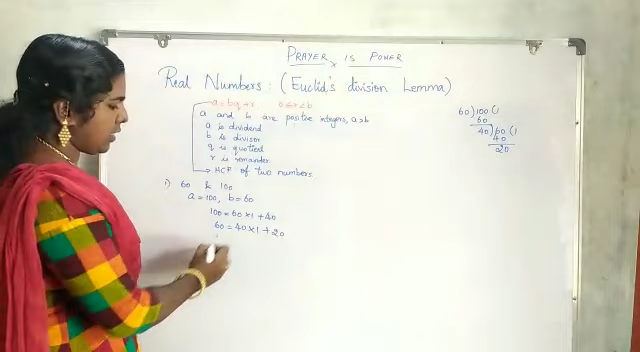 PRAYER IS POWER
Real Numbers: (Euclid's division Lemma)
a = bq + r 0 ≤ r < b
a and b are positive integers, a > b
a is dividend
b is divisor
q is quotient
r is remainder
→ HCF of two numbers
1) 60 & 100
a = 100, b = 60
100 = 60 × 1 + 40
60 = 40 × 1 + 20
60)100(1
60
40)60(1
40
20